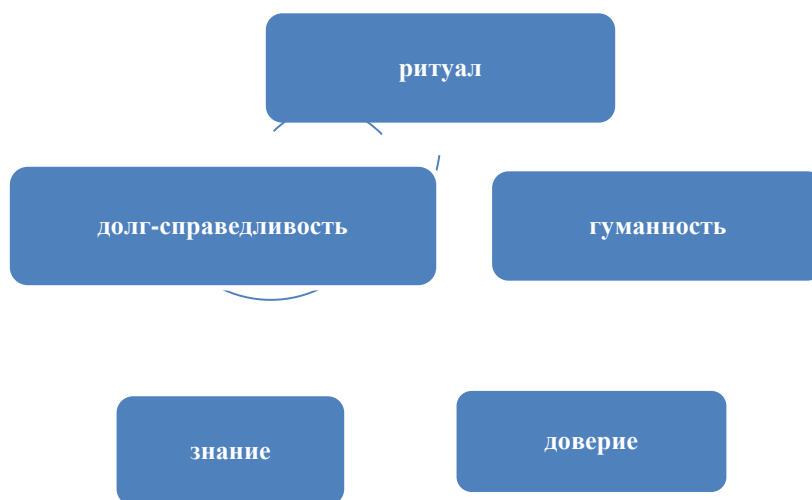 ритуал
долг-справедливость
гуманность
знание
доверие